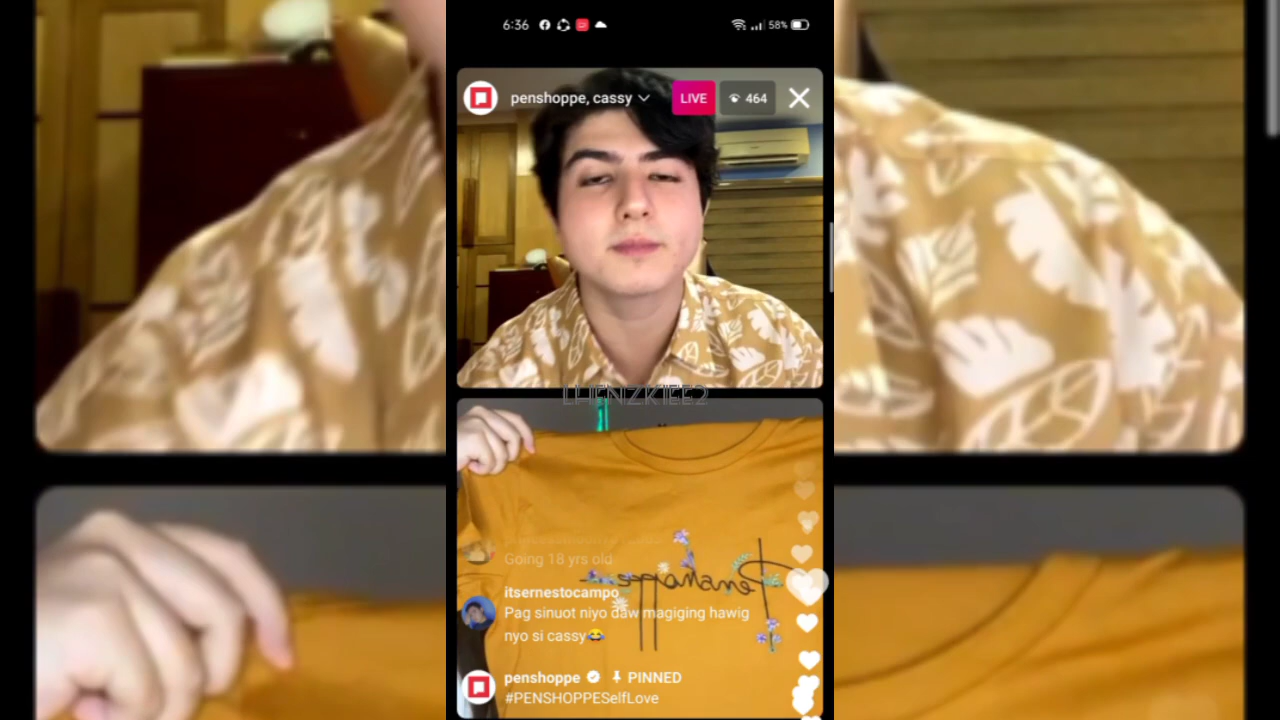 6:36
58%
penshoppe, cassy
LIVE
464
LHENZKIEE2
Going 18 yrs old
Penshoppe
itsernestocampo
Pag sinuot niyo daw magiging hawig
nyo si cassy😂
penshoppe
PINNED
#PENSHOPPESelfLove